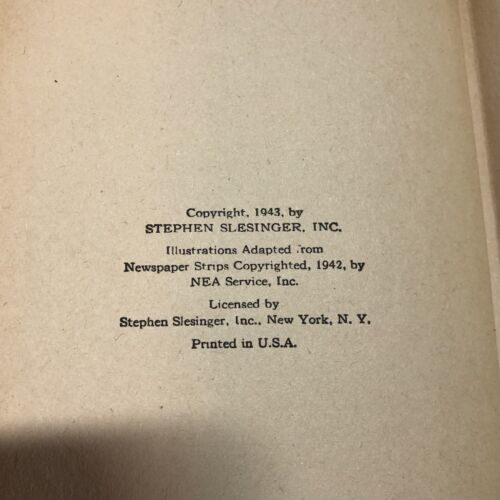 Copyright, 1943, by
STEPHEN SLESINGER, INC.
Illustrations Adapted from
Newspaper Strips Copyrighted, 1942, by
NEA Service, Inc.
Licensed by
Stephen Slesinger, Inc., New York, N. Y.
Printed in U.S.A.